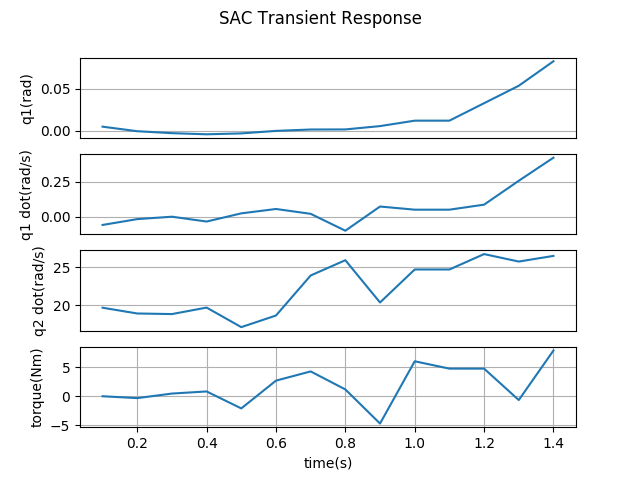 SAC Transient Response
q1(rad)
0.05
0.00
q1 dot(rad/s)
0.25
0.00
q2 dot(rad/s)
25
20
torque(Nm)
5
0
−5
0.2 0.4 0.6 0.8 1.0 1.2 1.4
time(s)